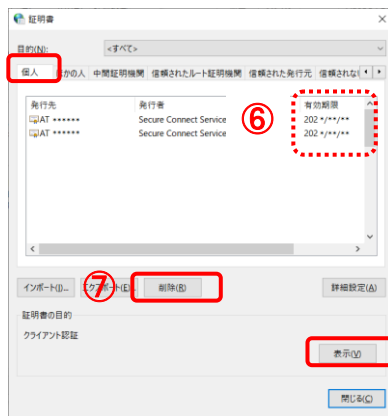 証明書
目的(N): <すべて>
個人 ほかの人 中間証明機関 信頼されたルート証明機関 信頼された発行元 信頼されない
発行先 発行者 有効期限
AT ****** Secure Connect Service 202 */**/**
AT ****** Secure Connect Service 202 */**/**
⑥
インポート(I)... エクスポート(E)... 削除(R) 詳細設定(A)
⑦
証明書の目的
クライアント認証
表示(V)
閉じる(C)